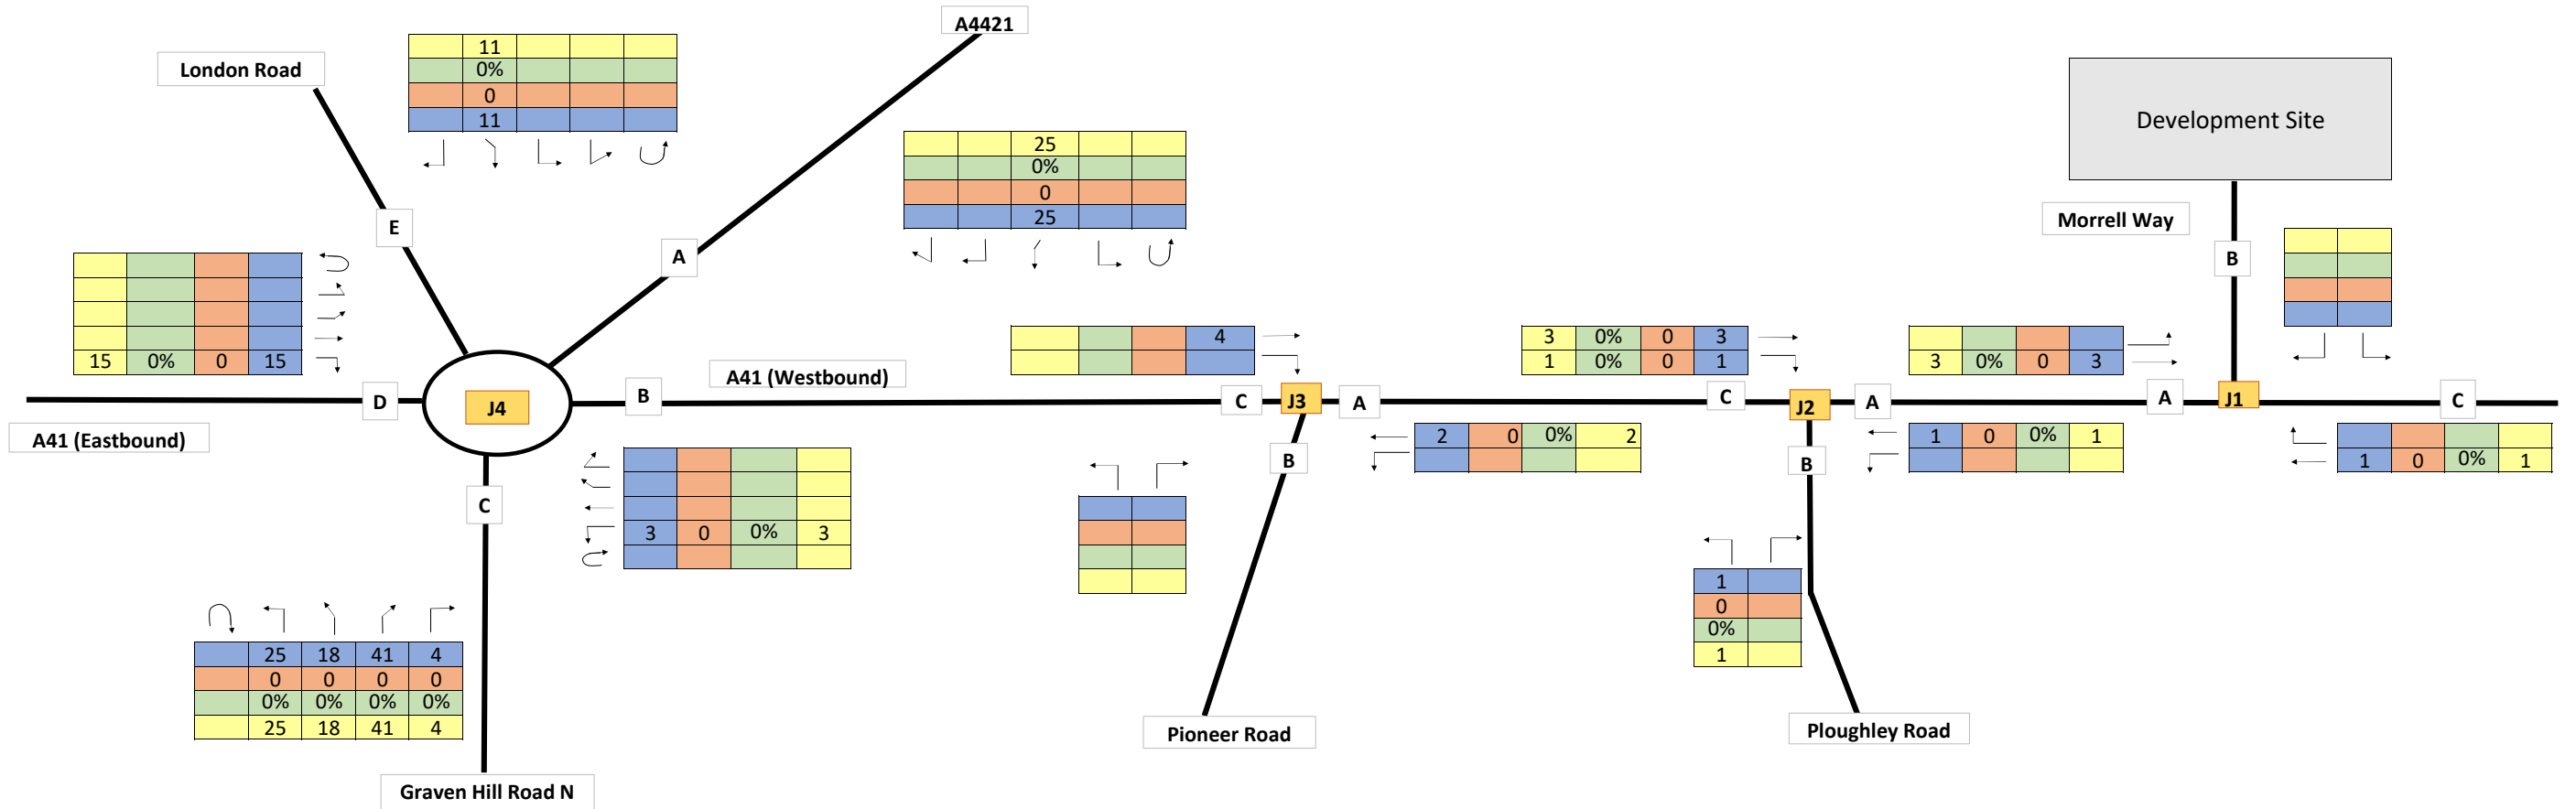 A4421
London Road
11
0%
0
11
Development Site
25
0%
0
25
Morrell Way
E
A
B
15 0% 0 15
4
3 0% 0 3
1 0% 0 1
3 0% 0 3
A41 (Westbound)
D
J4
B
C
J3
A
C
J2
A
A
J1
C
A41 (Eastbound)
2 0 0% 2
1 0 0% 1
1 0 0% 1
B
B
C
3 0 0% 3
1
0
0%
1
25 18 41 4
0 0 0 0
0% 0% 0% 0%
25 18 41 4
Pioneer Road
Ploughley Road
Graven Hill Road N